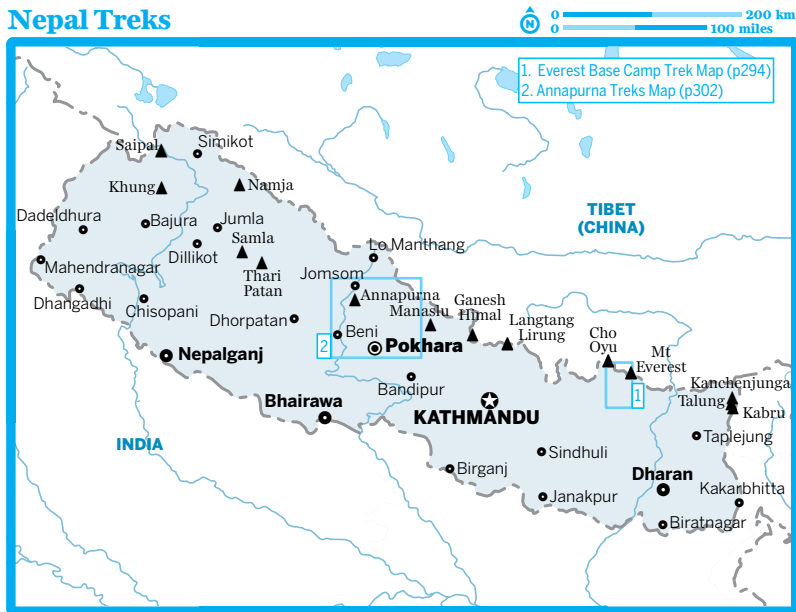 Nepal Treks
N
0 200 km
0 100 miles
1. Everest Base Camp Trek Map (p294)
2. Annapurna Treks Map (p302)
Saipal
Simikot
Khung
Namja
Dadeldhura
Bajura
Jumla
Samla
Dillikot
Mahendranagar
Thari
Patan
Dhangadhi
Chisopani
TIBET
(CHINA)
Lo Manthang
Jomsom
Annapurna
Manaslu
Ganesh
Himal
Langtang
Lirung
Dhorpatan
Beni
2
Pokhara
Nepalganj
Cho
Oyu
Mt
Everest
1
Kanchenjunga
Talung
Kabru
Bandipur
Bhairawa
KATHMANDU
INDIA
Taplejung
Sindhuli
Birganj
Dharan
Janakpur
Kakarbhitta
Biratnagar